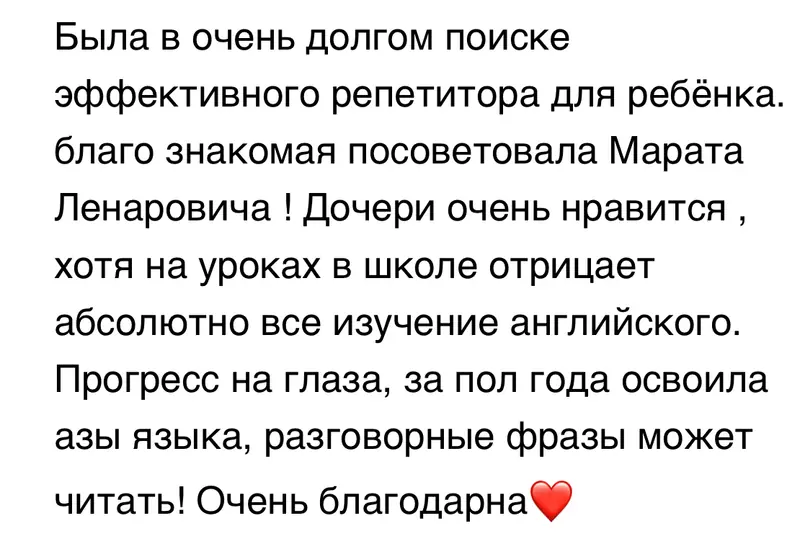 Была в очень долгом поиске
эффективного репетитора для ребёнка.
благо знакомая посоветовала Марата
Ленаровича ! Дочери очень нравится ,
хотя на уроках в школе отрицает
абсолютно все изучение английского.
Прогресс на глаза, за пол года освоила
азы языка, разговорные фразы может
читать! Очень благодарна❤️